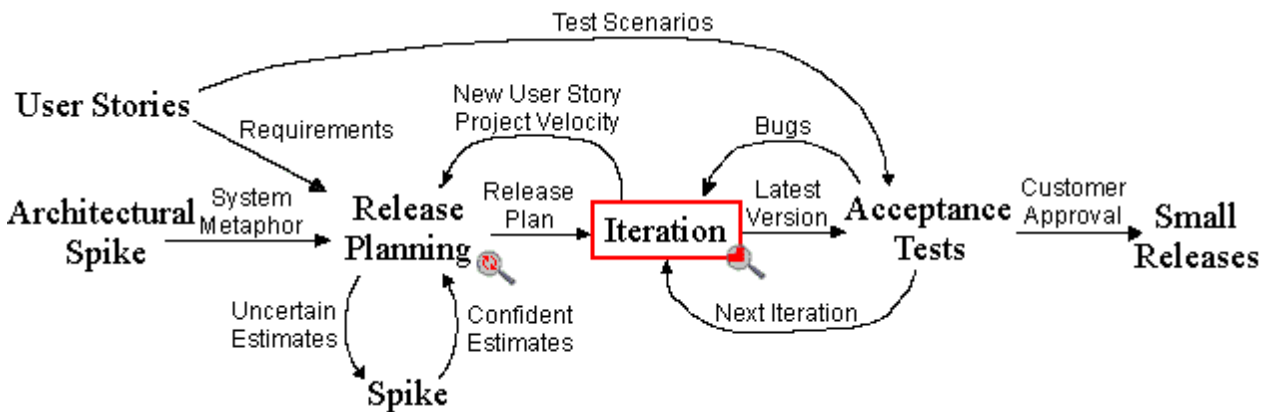 Test Scenarios
User Stories
New User Story
Project Velocity
Bugs
Requirements
Architectural
Spike
System
Metaphor
Release
Planning
Release
Plan
Iteration
Latest
Version
Acceptance
Tests
Customer
Approval
Small
Releases
Uncertain
Estimates
Confident
Estimates
Next Iteration
Spike